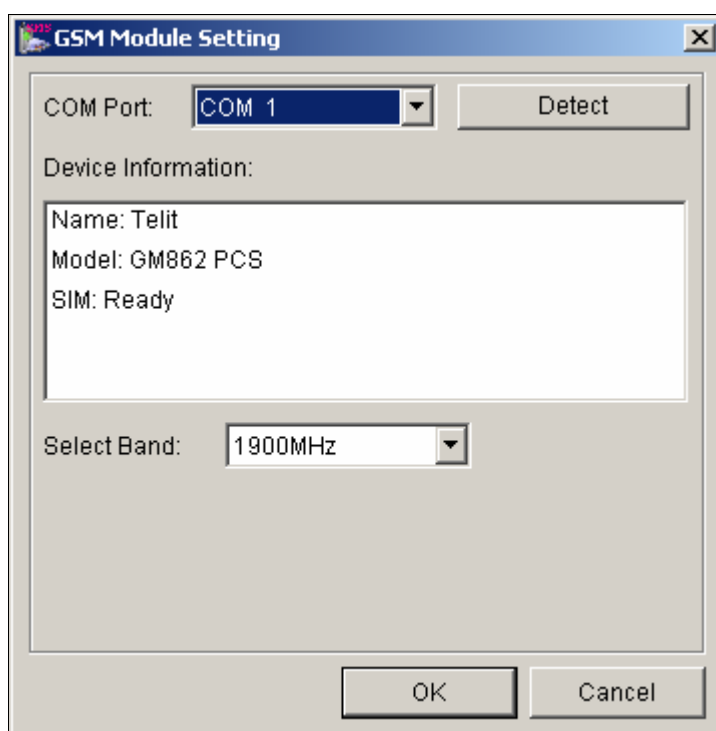 GSM Module Setting
COM Port: COM 1 Detect
Device Information:
Name: Telit
Model: GM862 PCS
SIM: Ready
Select Band: 1900MHz
OK Cancel